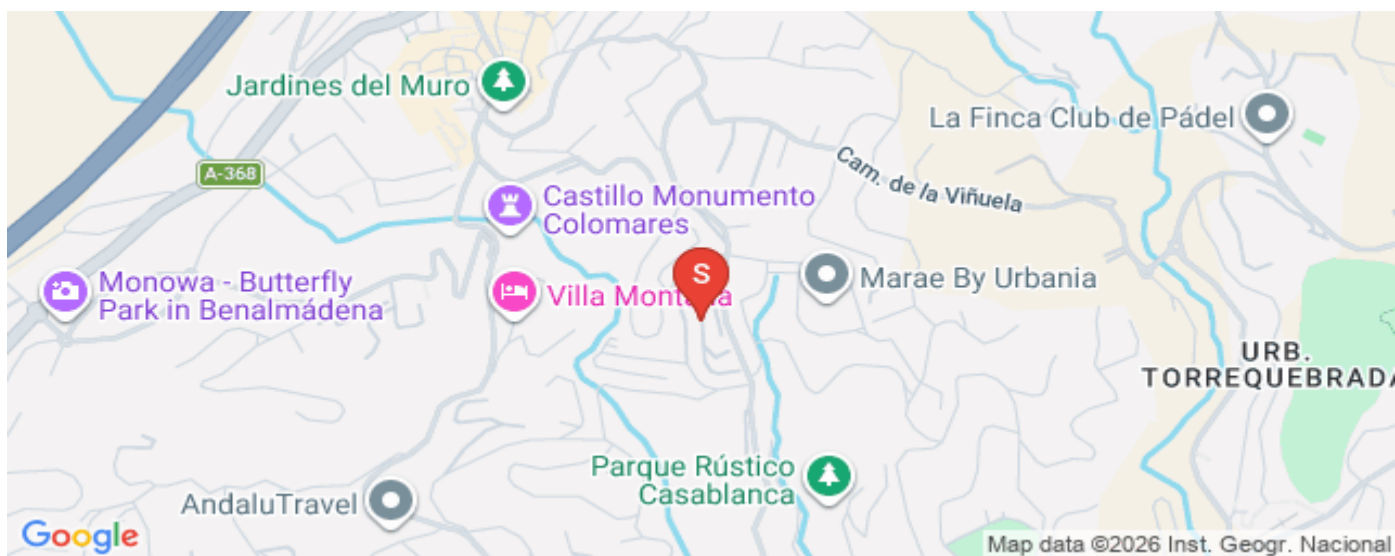 Jardines del Muro
La Finca Club de Pádel
A-368
Cam. de la Viñuela
Castillo Monumento
Colomares
S
Monowa - Butterfly
Park in Benalmádena
Villa Montaña
Marae By Urbania
URB.
TORREQUEBRADA
Parque Rústico
Casablanca
AndaluTravel
Google
Map data ©2026 Inst. Geogr. Nacional